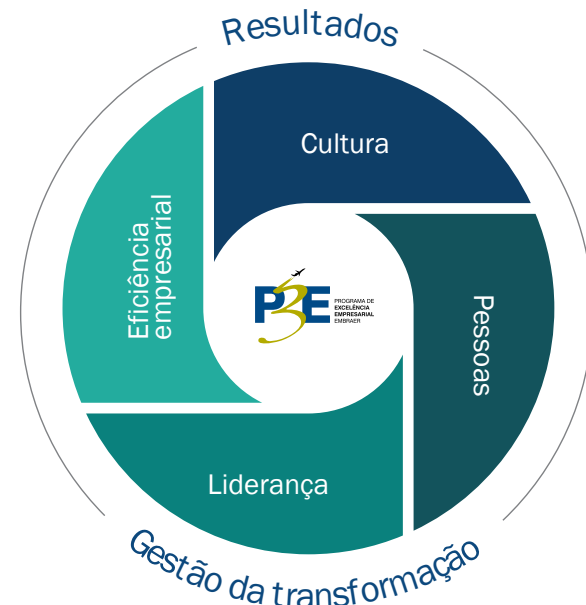 Resultados
Cultura
Eficiência
empresarial
P3E
PROGRAMA DE
EXCELÊNCIA
EMPRESARIAL
EMBRAER
Pessoas
Liderança
Gestão da transformação